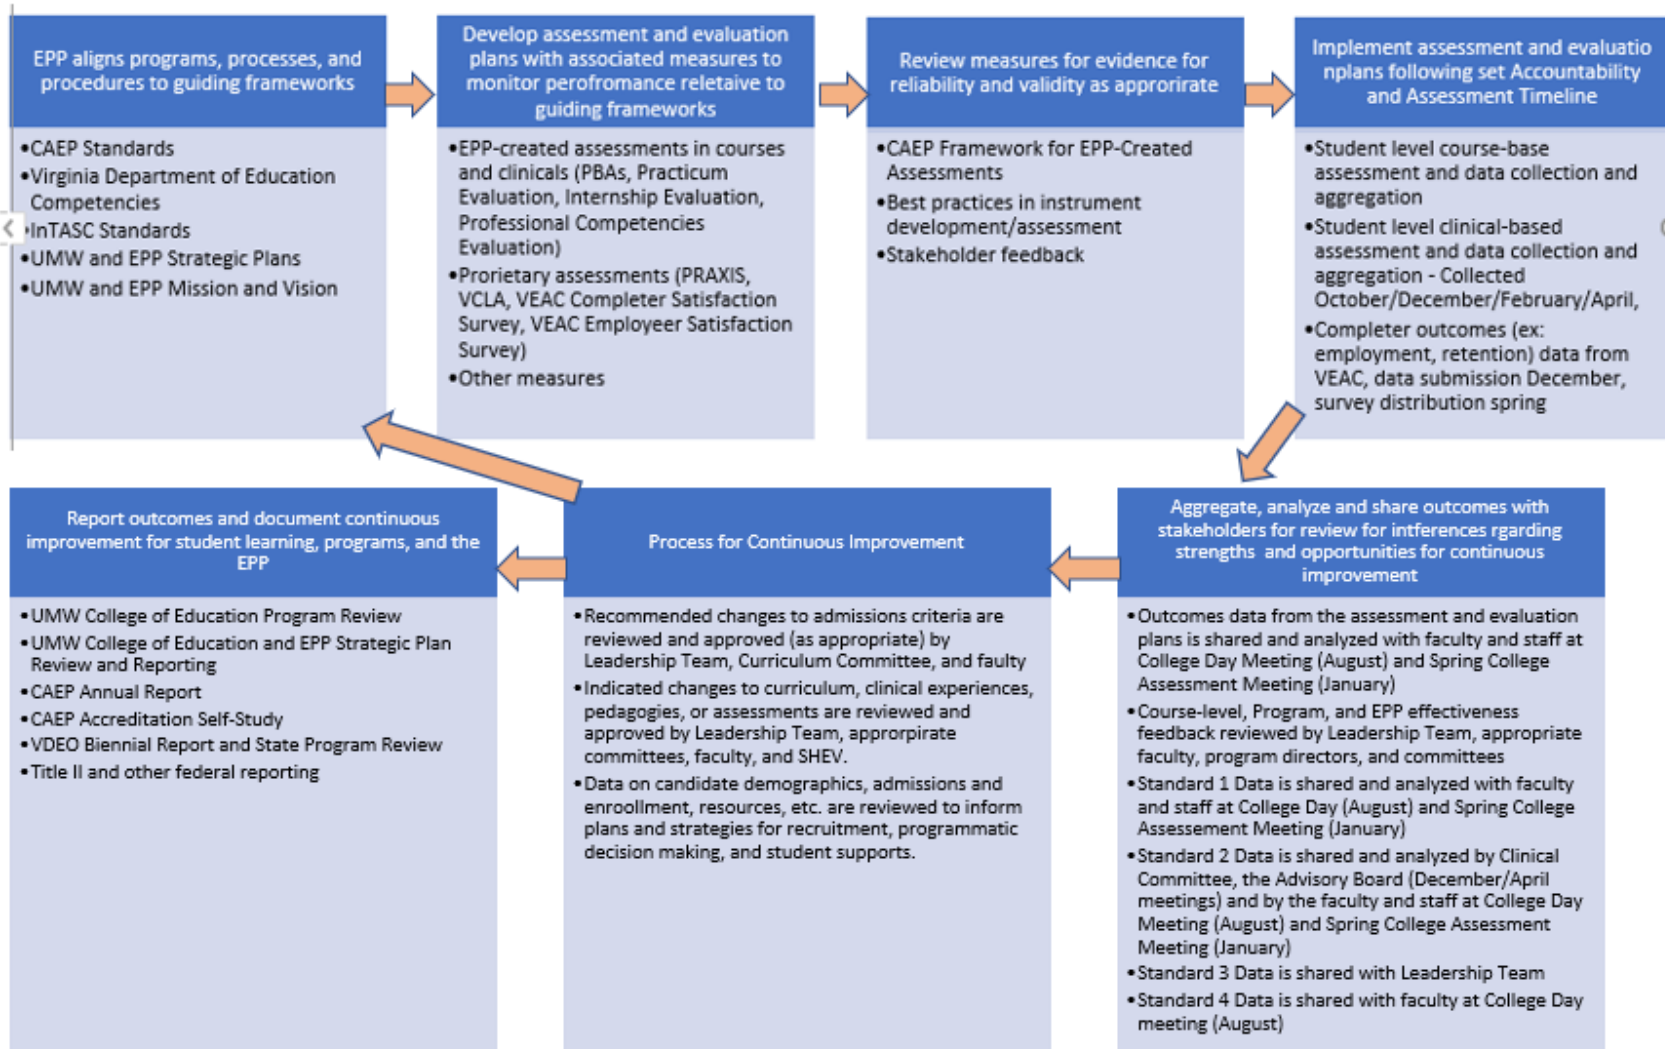 EPP aligns programs, processes, and
procedures to guiding frameworks
•CAEP Standards
•Virginia Department of Education
Competencies
•InTASC Standards
•UMW and EPP Strategic Plans
•UMW and EPP Mission and Vision
Develop assessment and evaluation
plans with associated measures to
monitor perofromance reletaive to
guiding frameworks
•EPP-created assessments in courses
and clinicals (PBAs, Practicum
Evaluation, Internship Evaluation,
Professional Competencies
Evaluation)
•Prorietary assessments (PRAXIS,
VCLA, VEAC Completer Satisfaction
Survey, VEAC Employeer Satisfaction
Survey)
•Other measures
Review measures for evidence for
reliability and validity as approrirate
•CAEP Framework for EPP-Created
Assessments
•Best practices in instrument
development/assessment
•Stakeholder feedback
Implement assessment and evaluatio
nplans following set Accountability
and Assessment Timeline
•Student level course-base
assessment and data collection and
aggregation
•Student level clinical-based
assessment and data collection and
aggregation - Collected
October/December/February/April,
•Completer outcomes (ex:
employment, retention) data from
VEAC, data submission December,
survey distribution spring
Aggregate, analyze and share outcomes with
stakeholders for review for intferences rgarding
strengths and opportunities for continuous
improvement
•Outcomes data from the assessment and evaluation
plans is shared and analyzed with faculty and staff at
College Day Meeting (August) and Spring College
Assessment Meeting (January)
•Course-level, Program, and EPP effectiveness
feedback reviewed by Leadership Team, appropriate
faculty, program directors, and committees
•Standard 1 Data is shared and analyzed with faculty
and staff at College Day (August) and Spring College
Assessement Meeting (January)
•Standard 2 Data is shared and analyzed by Clinical
Committee, the Advisory Board (December/April
meetings) and by the faculty and staff at College Day
Meeting (August) and Spring College Assessment
Meeting (January)
•Standard 3 Data is shared with Leadership Team
•Standard 4 Data is shared with faculty at College Day
meeting (August)
Process for Continuous Improvement
•Recommended changes to admissions criteria are
reviewed and approved (as appropriate) by
Leadership Team, Curriculum Committee, and faulty
•Indicated changes to curriculum, clinical experiences,
pedagogies, or assessments are reviewed and
approved by Leadership Team, approrpirate
committees, faculty, and SHEV.
•Data on candidate demographics, admissions and
enroollment, resources, etc. are reviewed to inform
plans and strategies for recruitment, programmatic
decision making, and student supports.
Report outcomes and document continuous
improvement for student learning, programs, and the
EPP
•UMW College of Education Program Review
•UMW College of Education and EPP Strategic Plan
Review and Reporting
•CAEP Annual Report
•CAEP Accreditation Self-Study
•VDEO Biennial Report and State Program Review
•Title II and other federal reporting